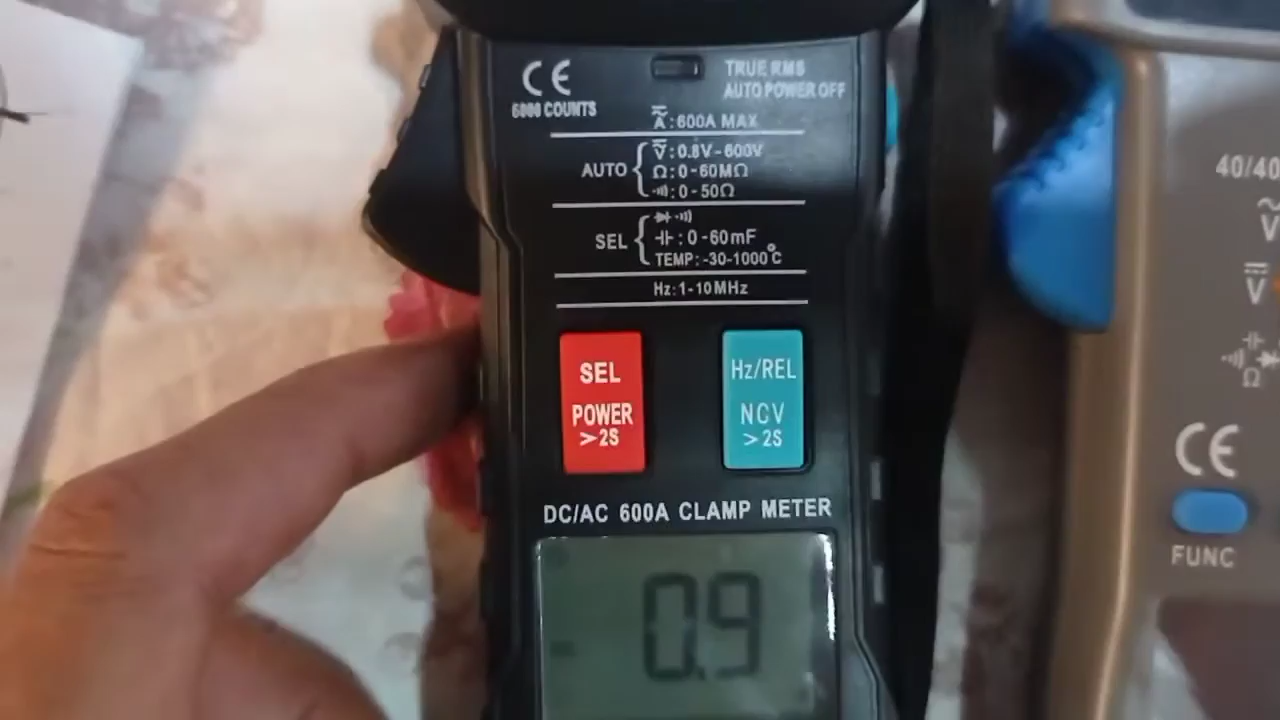 CE
6000 COUNTS
TRUE RMS
AUTO POWER OFF
A:600A MAX
AUTO
V:0.8V-600V
Ω:0-60MΩ
:0-50Ω
SEL
:0-60mF
TEMP:-30-1000℃
Hz:1-10MHz
SEL
POWER
>2S
Hz/REL
NCV
>2S
DC/AC 600A CLAMP METER
0.9
40/40
V
V
Ω
CE
FUNC